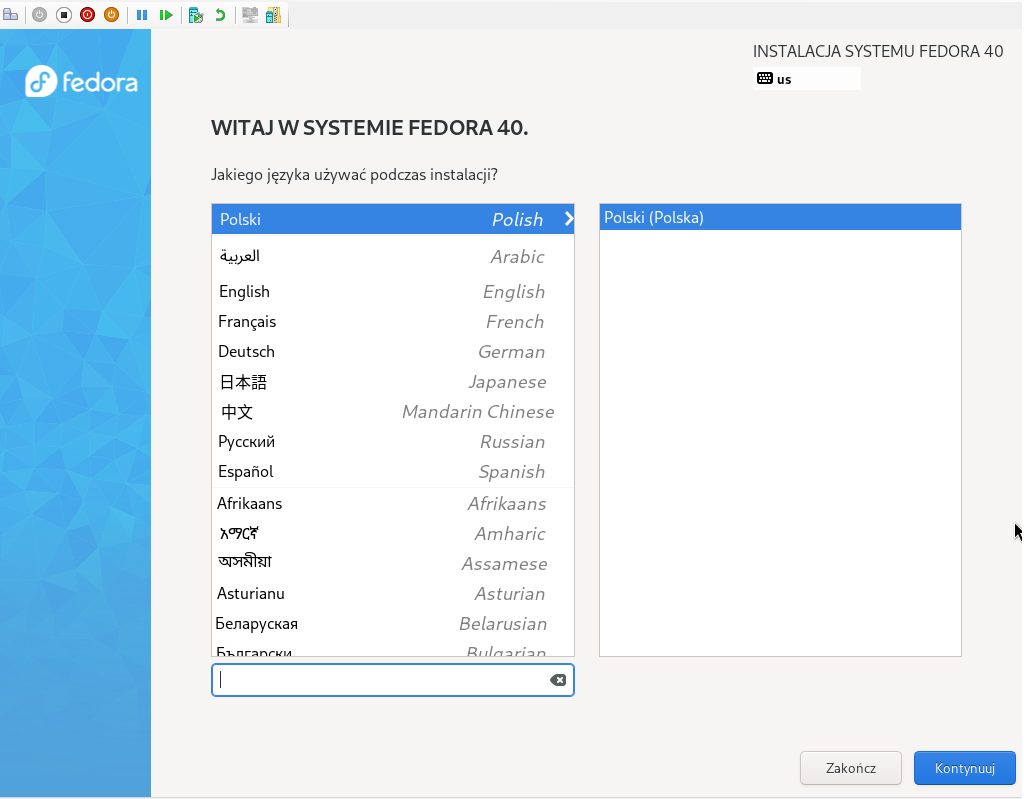 fedora
INSTALACJA SYSTEMU FEDORA 40
us
WITAJ W SYSTEMIE FEDORA 40.
Jakiego języka używać podczas instalacji?
Polski Polish
العربية Arabic
English English
Français French
Deutsch German
日本語 Japanese
中文 Mandarin Chinese
Русский Russian
Español Spanish
Afrikaans Afrikaans
አማርኛ Amharic
অসমীয়া Assamese
Asturianu Asturian
Беларуская Belarusian
Български Bulgarian
Polski (Polska)
Zakończ
Kontynuuj